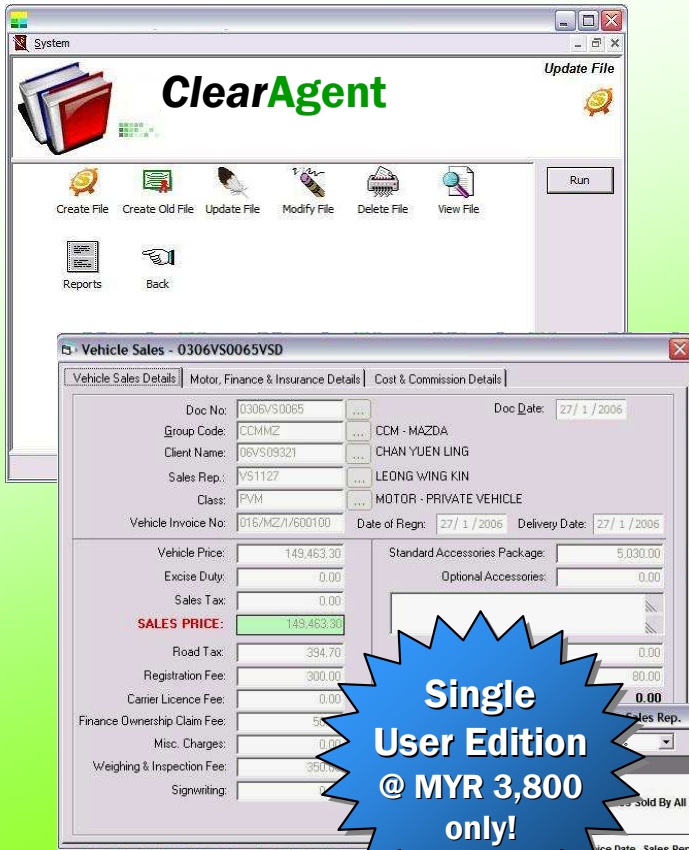 System
Update File
ClearAgent
Run
Create File Create Old File Update File Modify File Delete File View File
Reports Back
Vehicle Sales - 0306VS0065VSD
Vehicle Sales Details Motor, Finance & Insurance Details Cost & Commission Details
Doc No: 0306VS0065 ... Doc Date: 27/ 1 /2006
Group Code: CCMMZ ... CCM - MAZDA
Client Name: 06VS09321 ... CHAN YUEN LING
Sales Rep.: VS1127 ... LEONG WING KIN
Class: PVM ... MOTOR - PRIVATE VEHICLE
Vehicle Invoice No: 016/MZ/I/600100 Date of Regn: 27/ 1 /2006 Delivery Date: 27/ 1 /2006
Vehicle Price: 149,463.30 Standard Accessories Package: 5,030.00
Excise Duty: 0.00 Optional Accessories: 0.00
Sales Tax: 0.00
SALES PRICE: 149,463.30
Road Tax: 394.70 0.00
Registration Fee: 300.00 80.00
Carrier Licence Fee: 0.00 0.00
Finance Ownership Claim Fee:
Sales Rep.
Misc. Charges: 0.00
Weighing & Inspection Fee:
Signwriting:
Single
User Edition
@ MYR 3,800
only!
Sold By All
Date Sales Rep